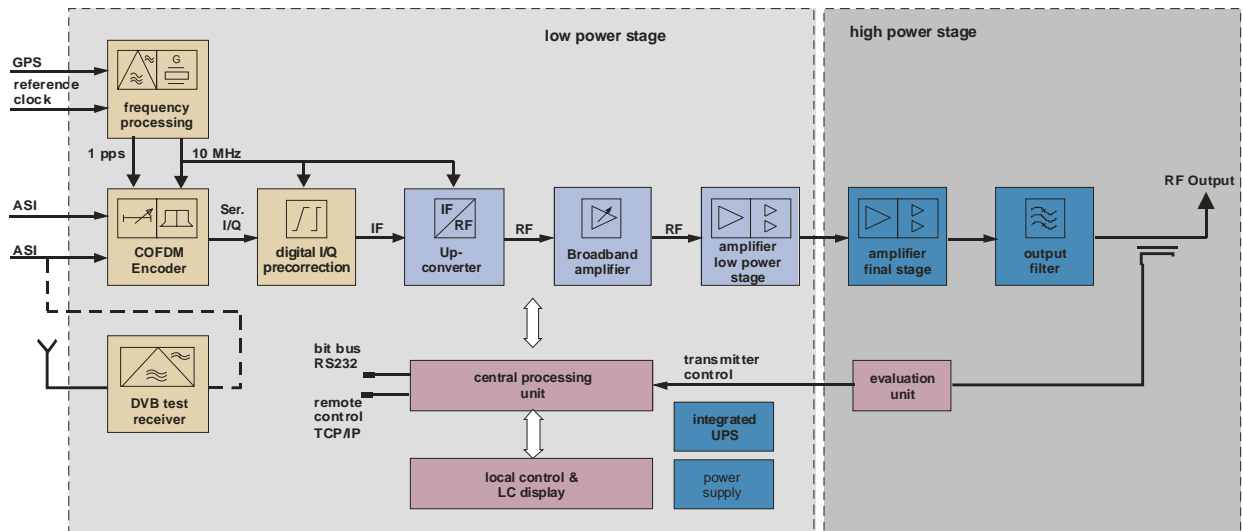 low power stage
high power stage
GPS
reference
clock
G
frequency
processing
1 pps
10 MHz
ASI
ASI
COFDM
Encoder
Ser.
I/Q
digital I/Q
precorrection
IF
IF
RF
Up-
converter
RF
Broadband
amplifier
RF
amplifier
low power
stage
amplifier
final stage
output
filter
RF Output
DVB test
receiver
bit bus
RS232
remote
control
TCP/IP
central processing
unit
transmitter
control
evaluation
unit
integrated
UPS
local control &
LC display
power
supply